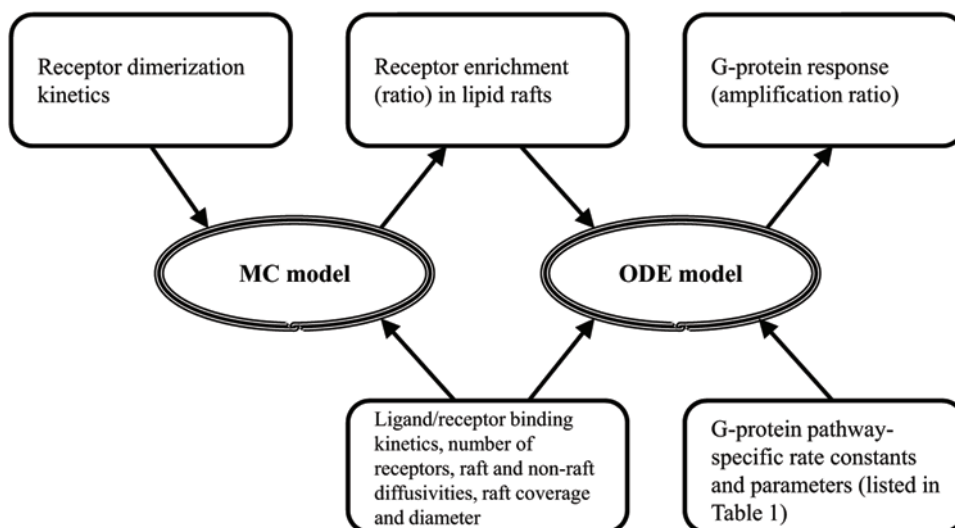 Receptor dimerization
kinetics
Receptor enrichment
(ratio) in lipid rafts
G-protein response
(amplification ratio)
MC model
ODE model
Ligand/receptor binding
kinetics, number of
receptors, raft and non-raft
diffusivities, raft coverage
and diameter
G-protein pathway-
specific rate constants
and parameters (listed in
Table 1)